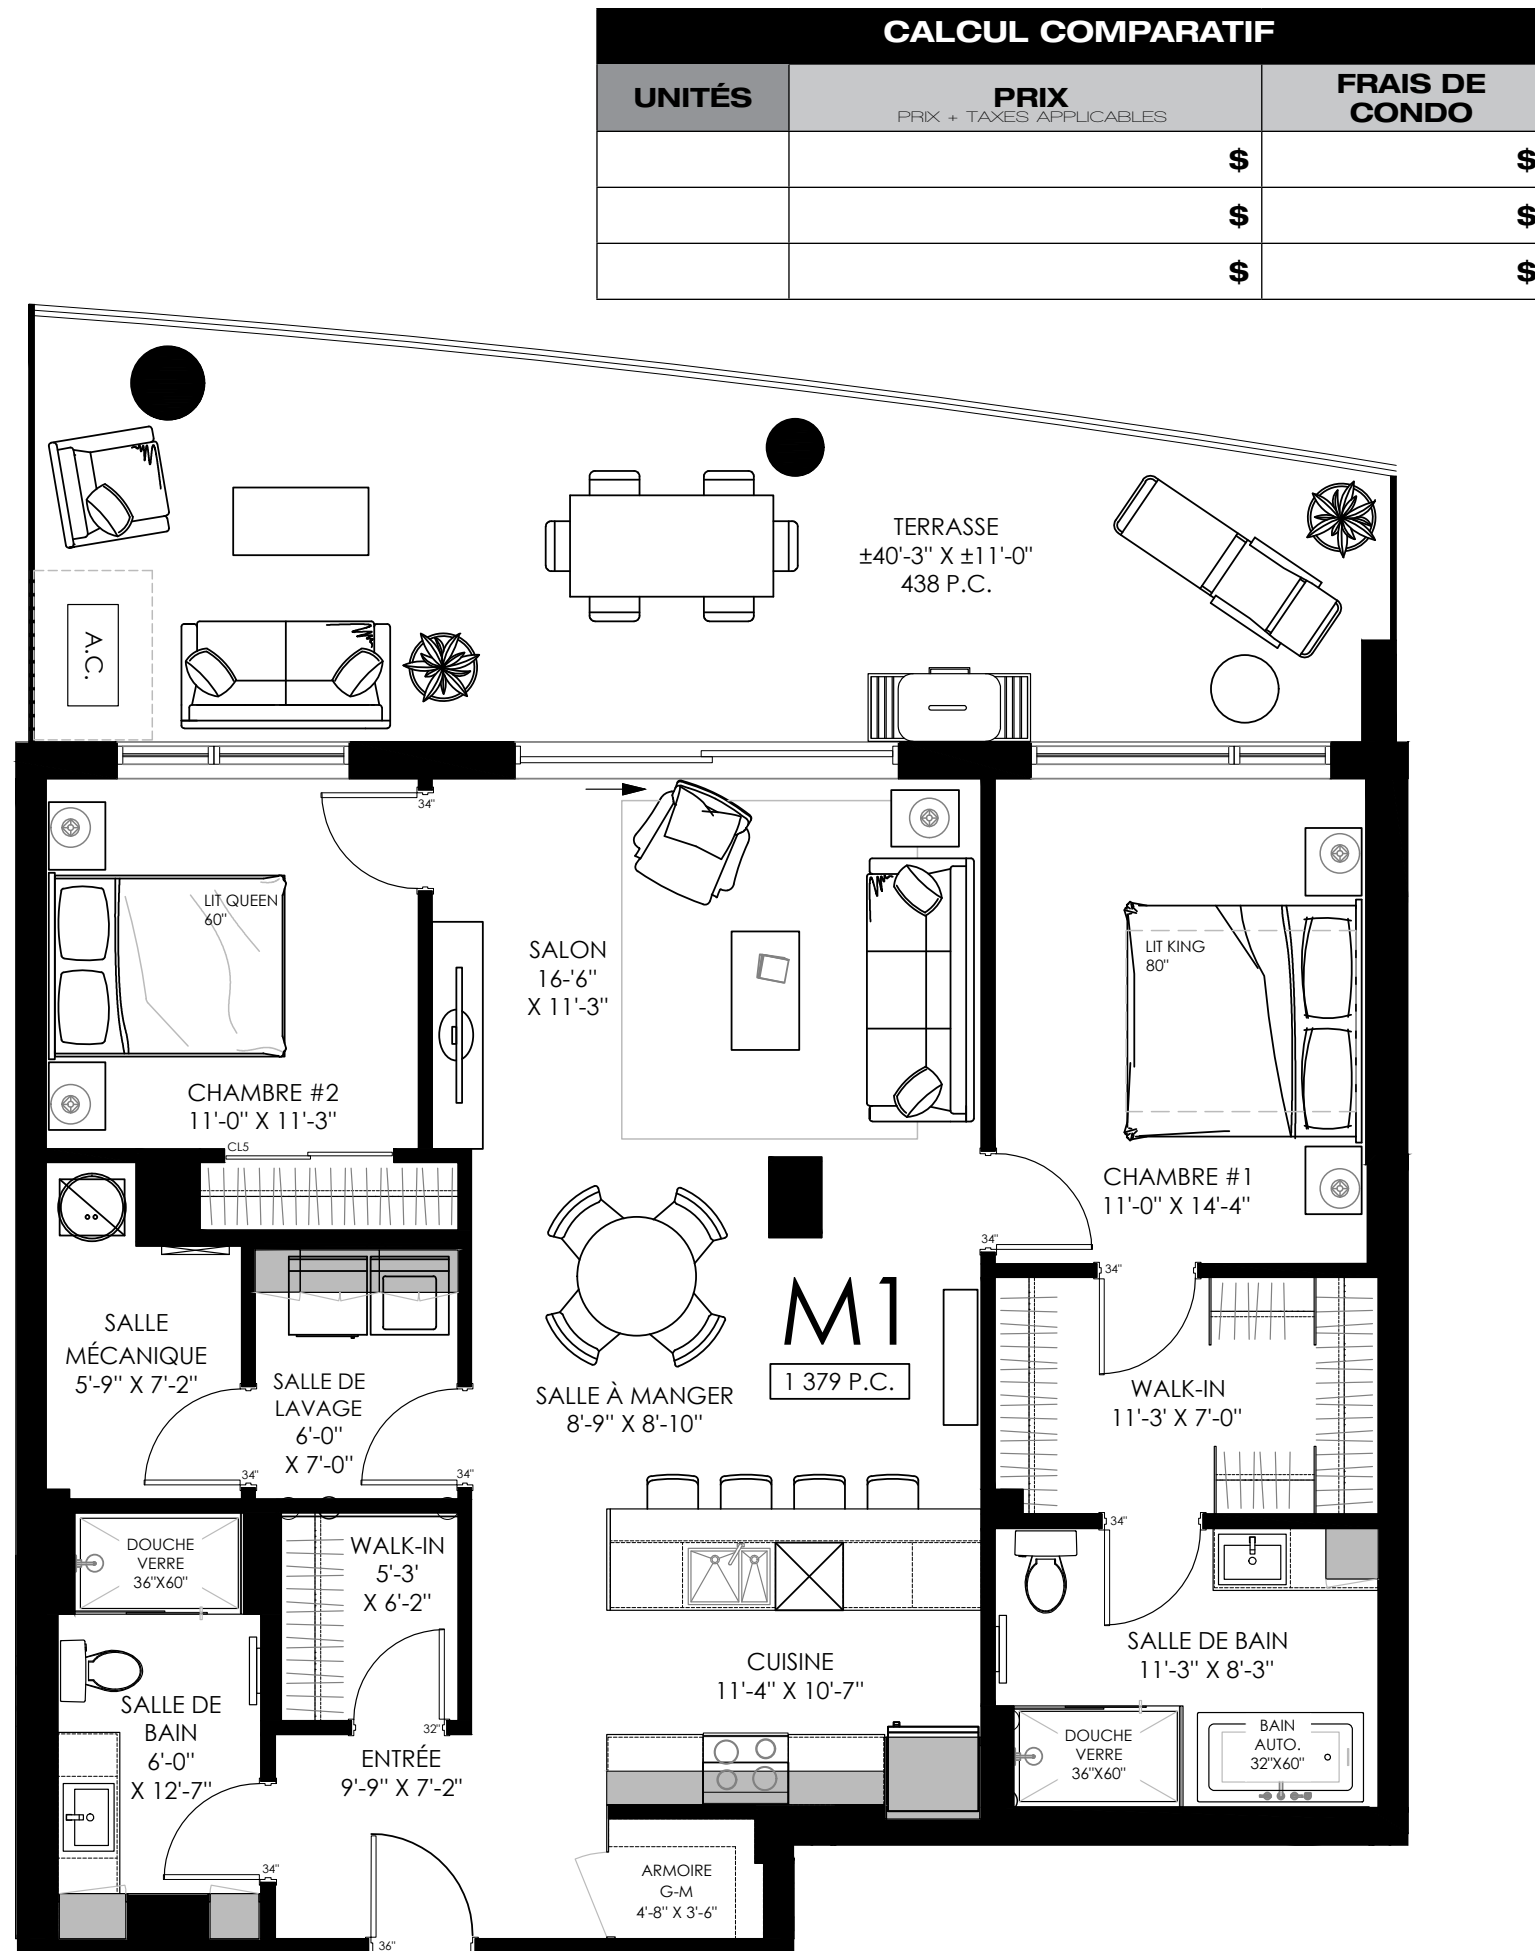 CALCUL COMPARATIF
UNITÉS
PRIX
PRIX + TAXES APPLICABLES
FRAIS DE
CONDO
$
$
$
$
$
$
TERRASSE
±40'-3" X ±11'-0"
438 P.C.
A.C.
34"
LIT QUEEN
60"
CHAMBRE #2
11'-0" X 11'-3"
CL5
SALON
16-'6"
X 11'-3"
LIT KING
80"
CHAMBRE #1
11'-0" X 14'-4"
34"
34"
M1
1 379 P.C.
SALLE
MÉCANIQUE
5'-9" X 7'-2"
34"
SALLE DE
LAVAGE
6'-0"
X 7'-0"
34"
SALLE À MANGER
8'-9" X 8'-10"
WALK-IN
11'-3' X 7'-0"
34"
DOUCHE
VERRE
36"X60"
WALK-IN
5'-3'
X 6'-2"
32"
SALLE DE
BAIN
6'-0"
X 12'-7"
34"
ENTRÉE
9'-9" X 7'-2"
36"
CUISINE
11'-4" X 10'-7"
SALLE DE BAIN
11'-3" X 8'-3"
DOUCHE
VERRE
36"X60"
BAIN
AUTO.
32"X60"
ARMOIRE
G-M
4'-8" X 3'-6"